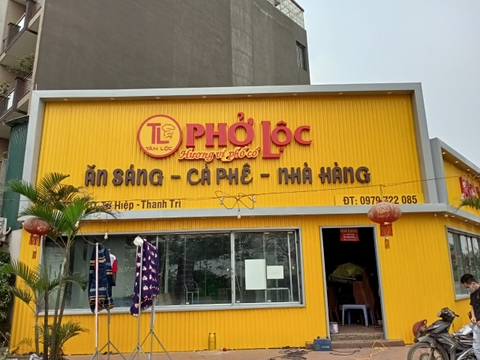 TL
TÂM LỘC
PHỞ LỘC
Hương vị phố cổ
ĂN SÁNG - CÀ PHÊ - NHÀ HÀNG
Hiệp - Thanh Trì
ĐT: 0979 722 085